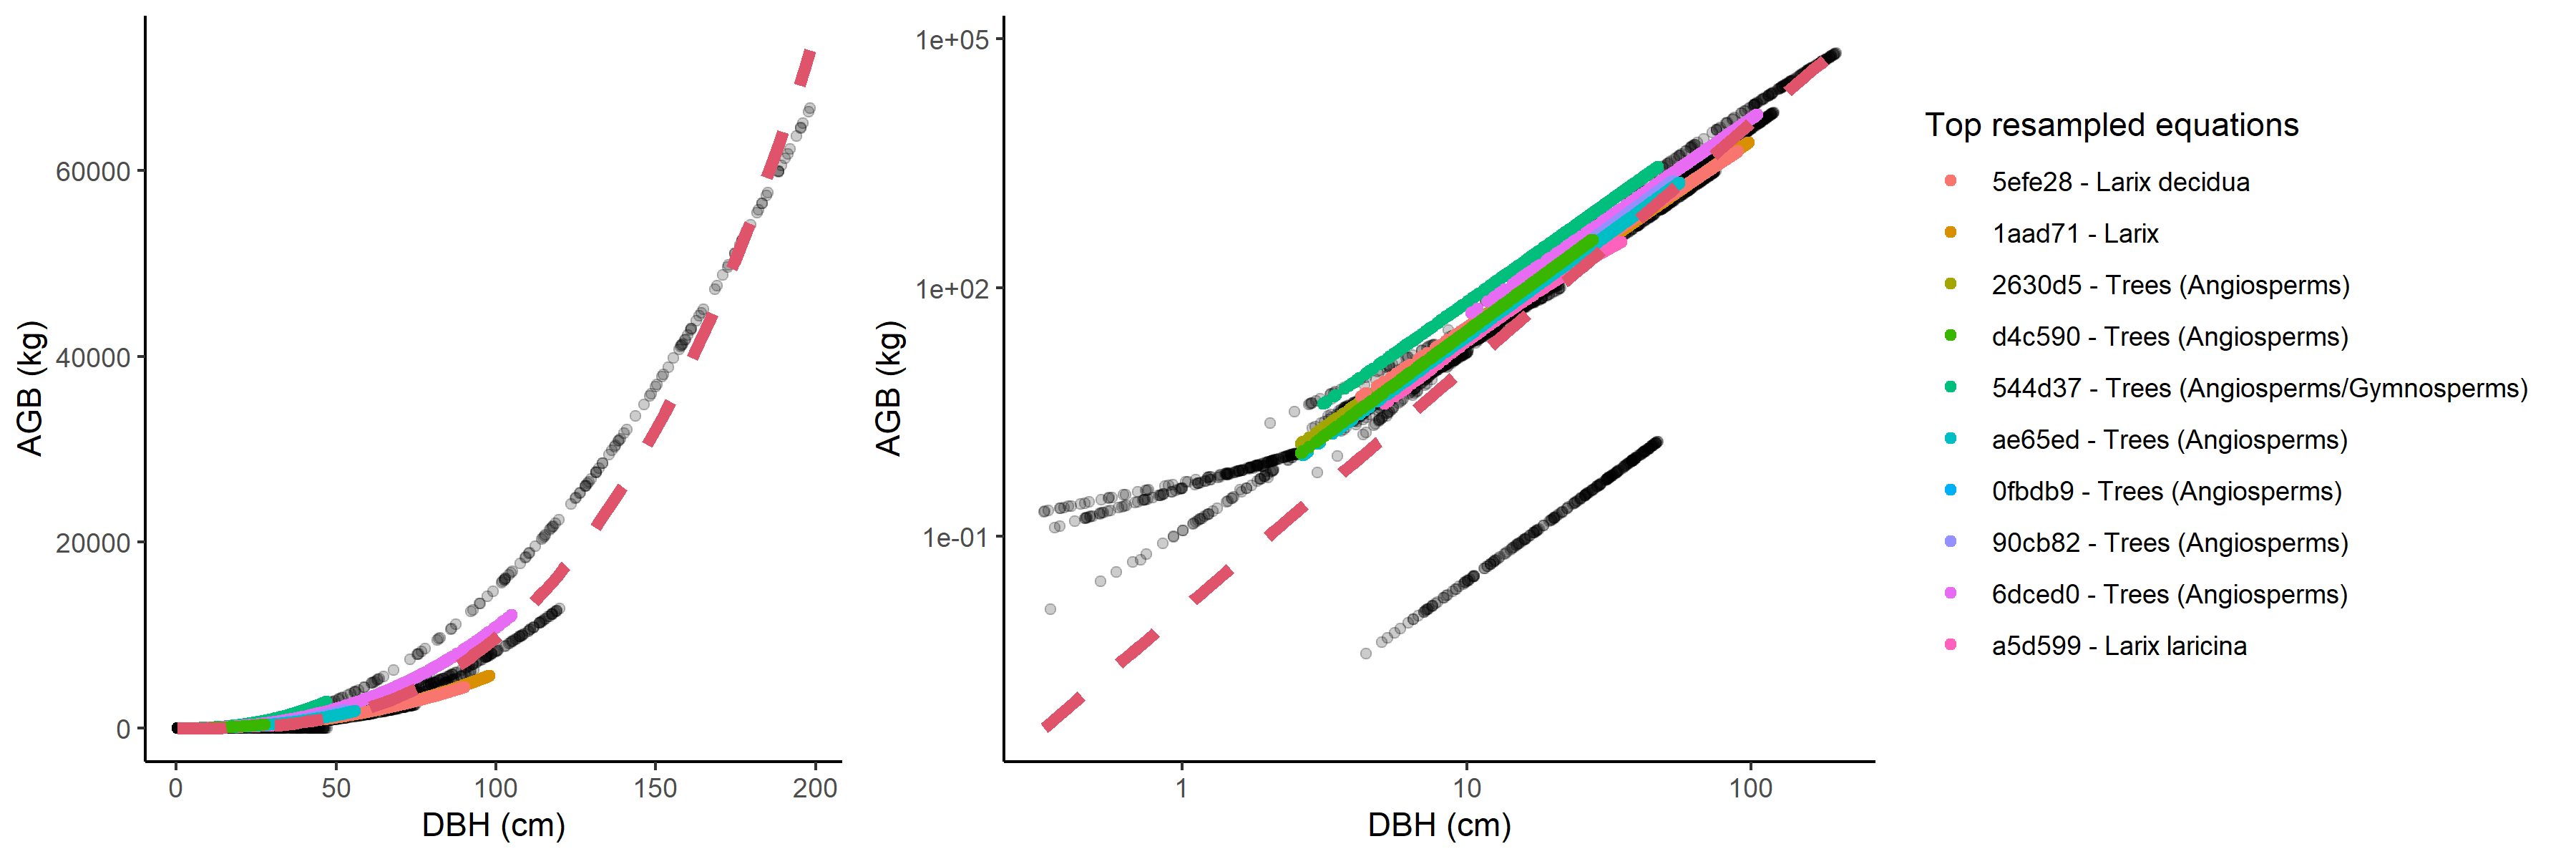 AGB (kg)
60000
40000
20000
0
0 50 100 150 200
DBH (cm)
AGB (kg)
1e+05
1e+02
1e-01
1 10 100
DBH (cm)
Top resampled equations
5efe28 - Larix decidua
1aad71 - Larix
2630d5 - Trees (Angiosperms)
d4c590 - Trees (Angiosperms)
544d37 - Trees (Angiosperms/Gymnosperms)
ae65ed - Trees (Angiosperms)
0fbdb9 - Trees (Angiosperms)
90cb82 - Trees (Angiosperms)
6dced0 - Trees (Angiosperms)
a5d599 - Larix laricina